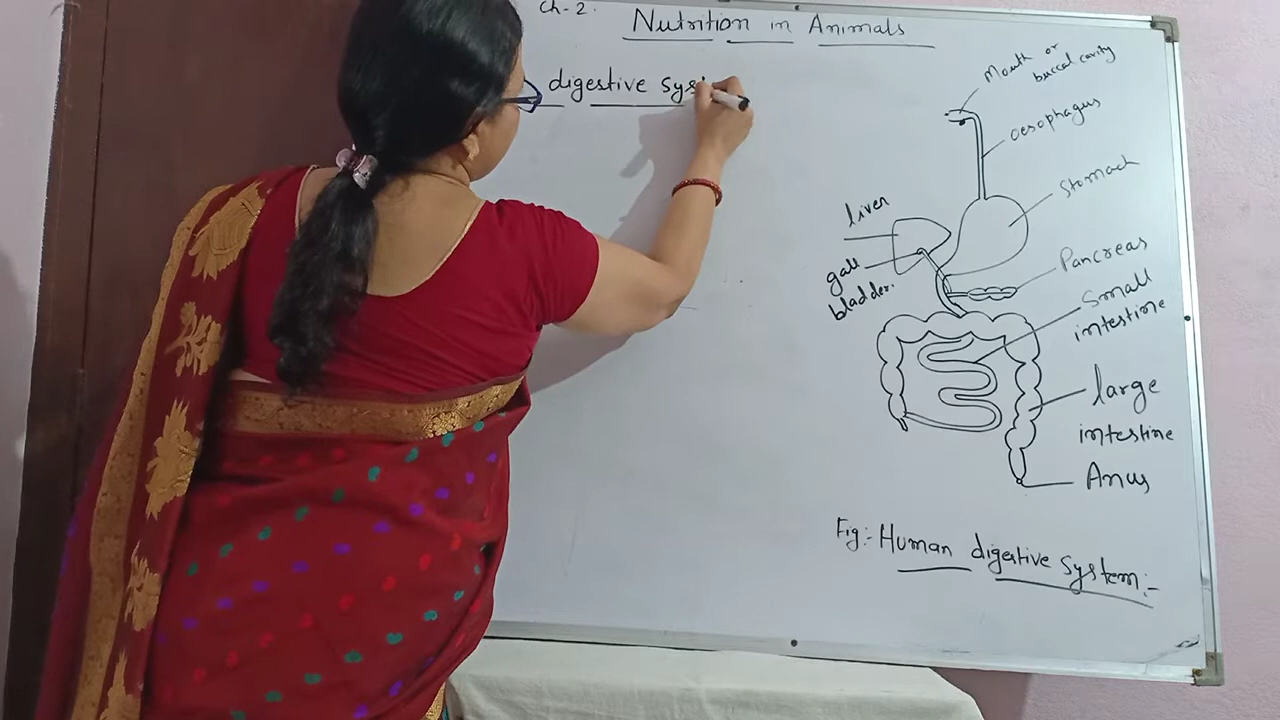 Ch-2.
Nutrition in Animals
digestive sys
Mouth or
buccal cavity
oesophagus
Stomach
liver
gall
bladder.
Pancreas
Small
intestine
large
intestine
Anus
Fig:- Human digestive System:-